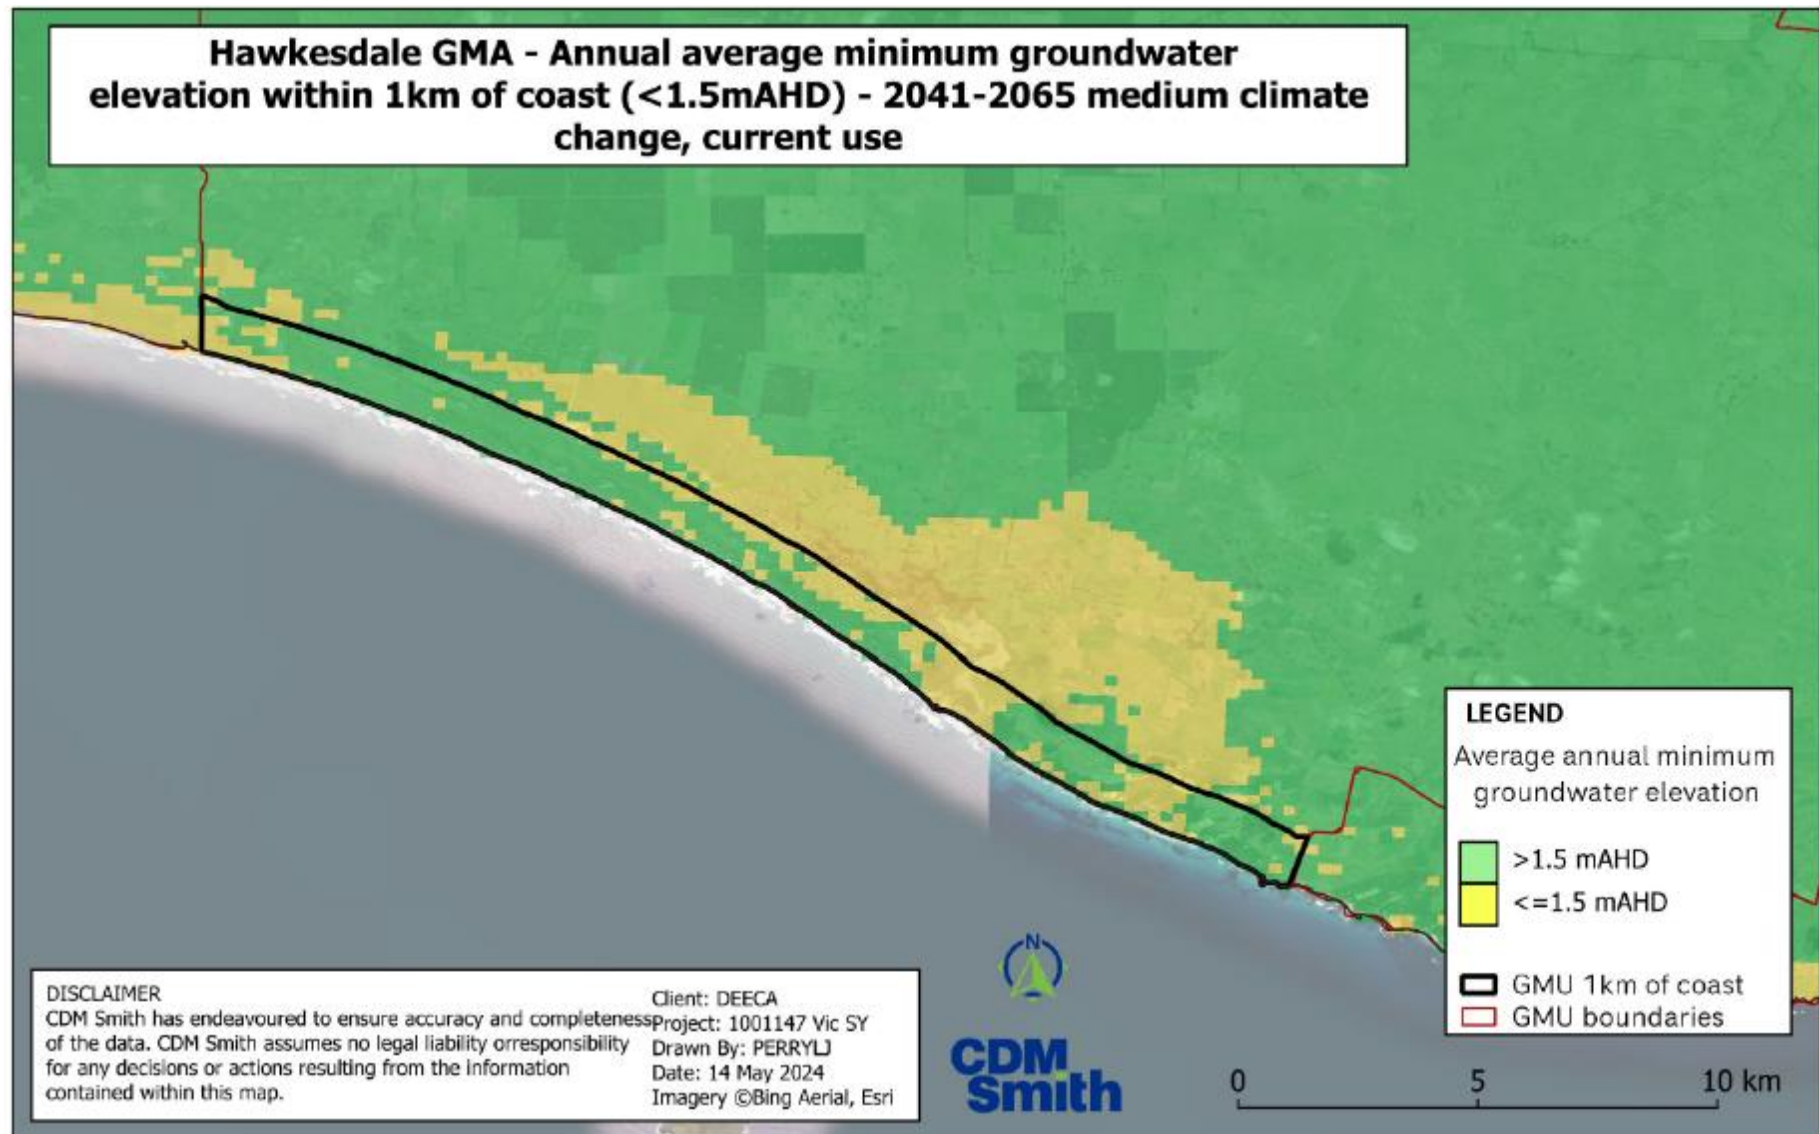 Hawkesdale GMA - Annual average minimum groundwater
elevation within 1km of coast (<1.5mAHD) - 2041-2065 medium climate
change, current use
LEGEND
Average annual minimum
groundwater elevation
>1.5 mAHD
<=1.5 mAHD
GMU 1km of coast
GMU boundaries
DISCLAIMER
CDM Smith has endeavoured to ensure accuracy and completeness
of the data. CDM Smith assumes no legal liability orresponsibility
for any decisions or actions resulting from the information
contained within this map.
Client: DEECA
Project: 1001147 Vic SY
Drawn By: PERRYLJ
Date: 14 May 2024
Imagery ©Bing Aerial, Esri
N
CDM
Smith
0 5 10 km